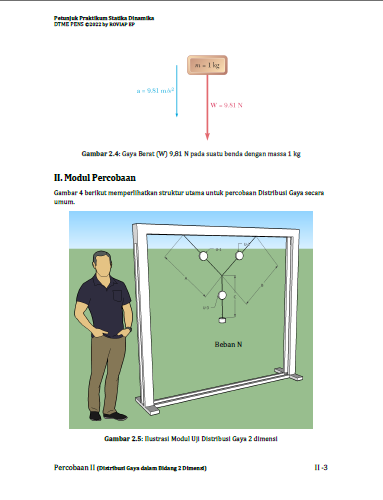 Petunjuk Praktikum Statika Dinamika
DTME PENS ©2022 by ROVIAP EP
m = 1 kg
a = 9.81 m/s²
W = 9.81 N
Gambar 2.4: Gaya Berat (W) 9,81 N pada suatu benda dengan massa 1 kg
II. Modul Percobaan
Gambar 4 berikut memperlihatkan struktur utama untuk percobaan Distribusi Gaya secara
umum.
Beban N
Gambar 2.5: Ilustrasi Modul Uji Distribusi Gaya 2 dimensi
Percobaan II (Distribusi Gaya dalam Bidang 2 Dimensi)
II -3